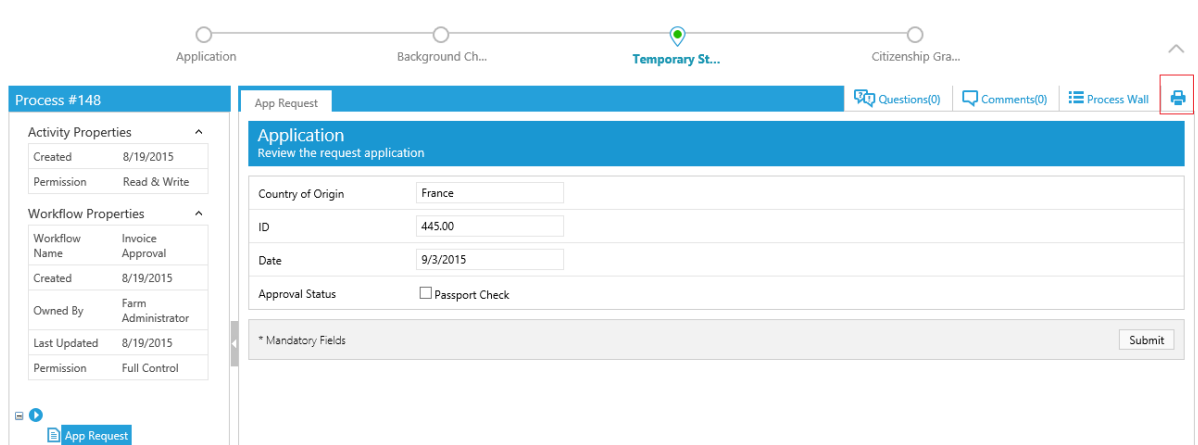 Application
Background Ch...
Temporary St...
Citizenship Gra...
Process #148
App Request
Questions(0)
Comments(0)
Process Wall
Activity Properties
Created 8/19/2015
Permission Read & Write
Workflow Properties
Workflow Name Invoice Approval
Created 8/19/2015
Owned By Farm Administrator
Last Updated 8/19/2015
Permission Full Control
App Request
Application
Review the request application
Country of Origin France
ID 445.00
Date 9/3/2015
Approval Status Passport Check
* Mandatory Fields Submit